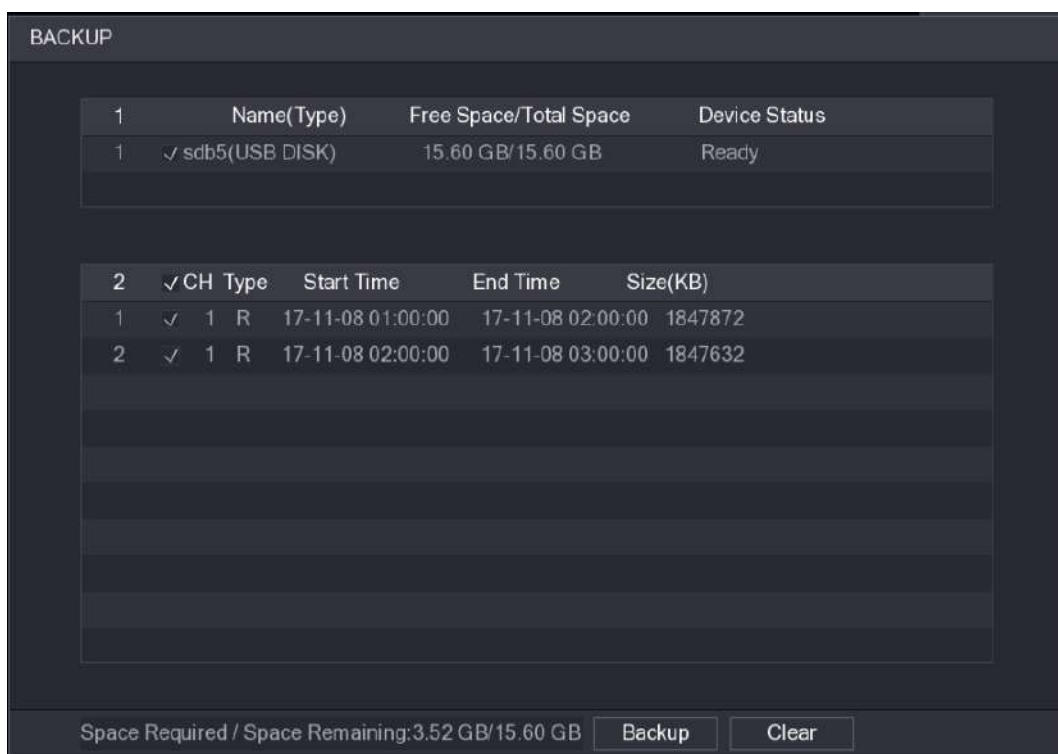 BACKUP
1 Name(Type) Free Space/Total Space Device Status
1 sdb5(USB DISK) 15.60 GB/15.60 GB Ready
2 CH Type Start Time End Time Size(KB)
1 1 R 17-11-08 01:00:00 17-11-08 02:00:00 1847872
2 1 R 17-11-08 02:00:00 17-11-08 03:00:00 1847632
Space Required / Space Remaining:3.52 GB/15.60 GB Backup Clear